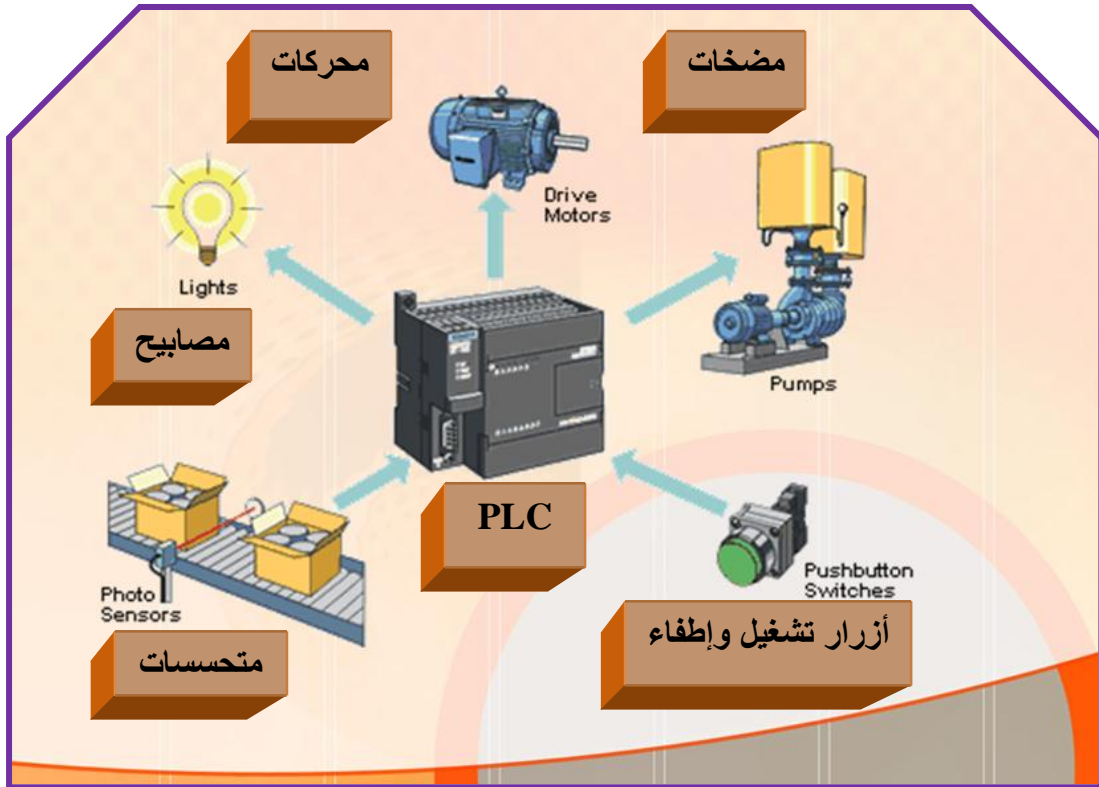 محركات
مضخات
Drive
Motors
Lights
مصابيح
Pumps
PLC
Photo
Sensors
Pushbutton
Switches
متحسسات
أزرار تشغيل وإطفاء